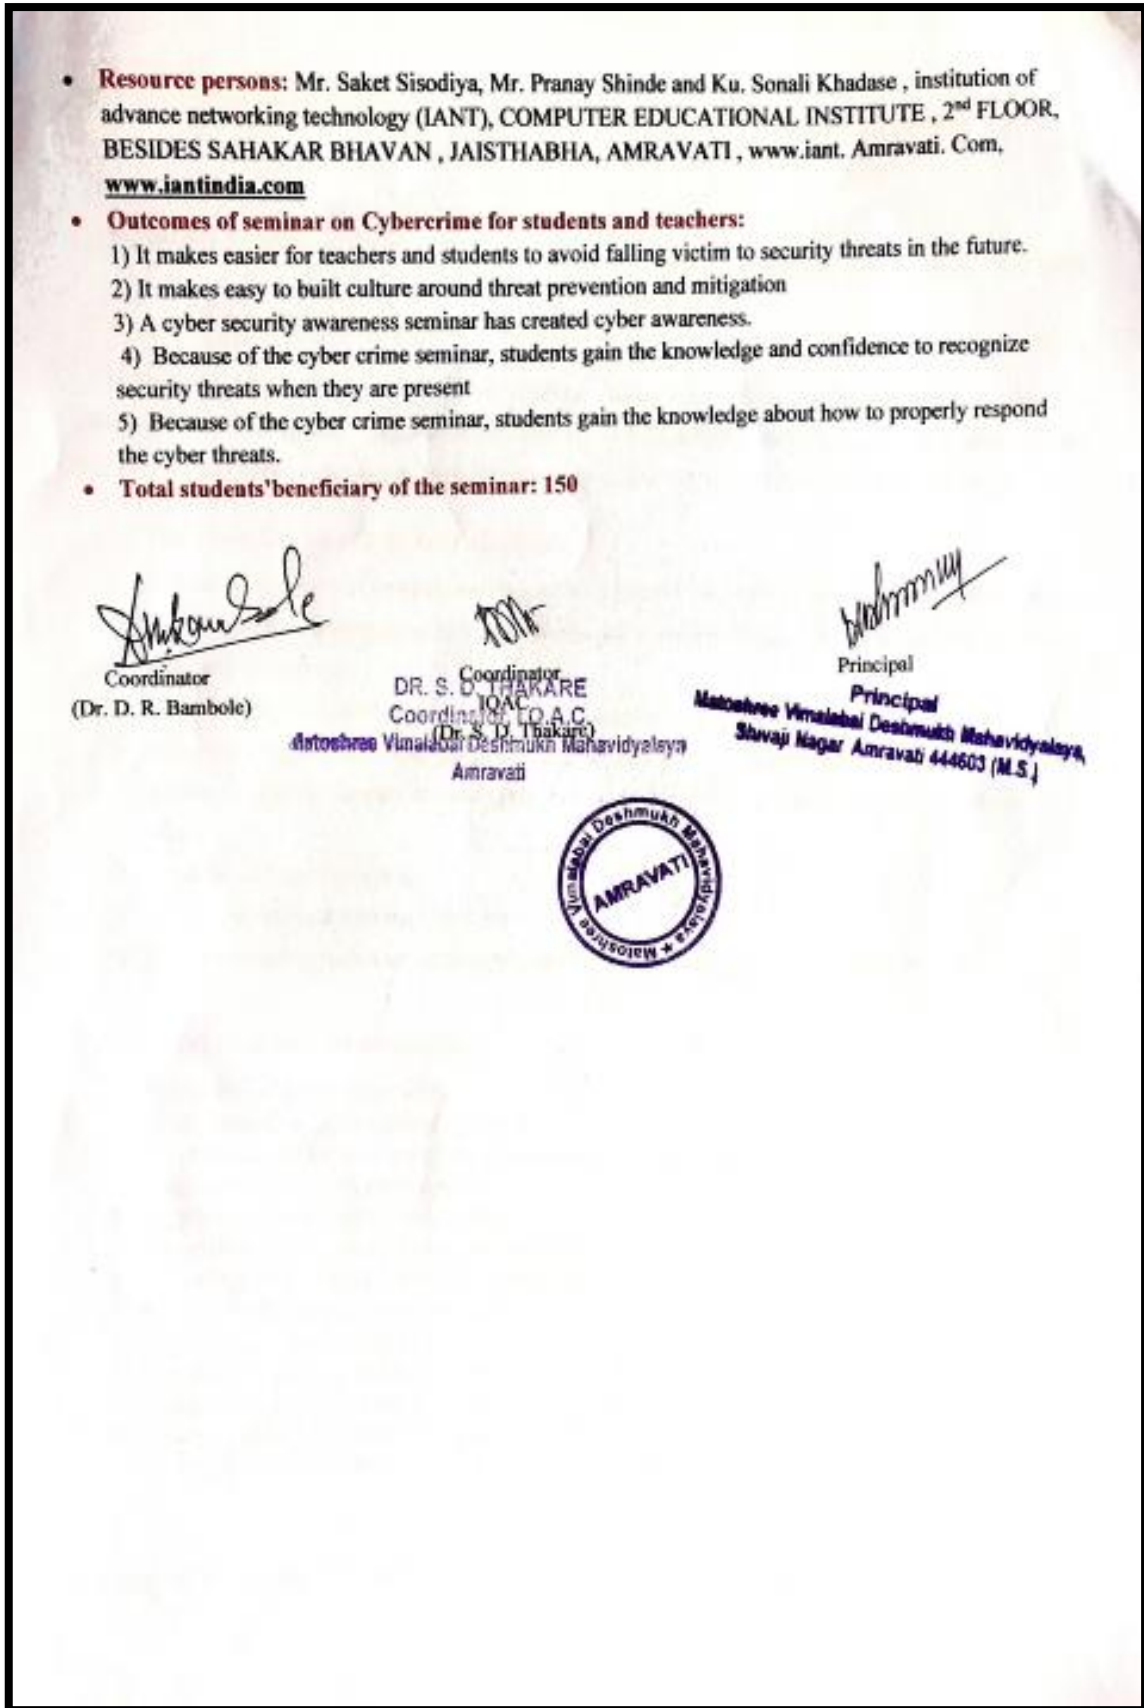 • Resource persons: Mr. Saket Sisodiya, Mr. Pranay Shinde and Ku. Sonali Khadase , institution of
advance networking technology (IANT), COMPUTER EDUCATIONAL INSTITUTE , 2nd FLOOR,
BESIDES SAHAKAR BHAVAN , JAISTHABHA, AMRAVATI , www.iant. Amravati. Com,
www.iantindia.com
• Outcomes of seminar on Cybercrime for students and teachers:
1) It makes easier for teachers and students to avoid falling victim to security threats in the future.
2) It makes easy to built culture around threat prevention and mitigation
3) A cyber security awareness seminar has created cyber awareness.
4) Because of the cyber crime seminar, students gain the knowledge and confidence to recognize
security threats when they are present
5) Because of the cyber crime seminar, students gain the knowledge about how to properly respond
the cyber threats.
• Total students'beneficiary of the seminar: 150
Coordinator
(Dr. D. R. Bambole)
Coordinator
IQAC
(Dr. S. D. Thakare)
DR. S. D. THAKARE
Coordinator, I.Q.A.C.
Matoshree Vimalabai Deshmukh Mahavidyalaya
Amravati
Principal
Principal
Matoshree Vimalabai Deshmukh Mahavidyalaya,
Shivaji Nagar Amravati 444603 (M.S.)
Matoshree Vimalabai Deshmukh Mahavidyalaya ★
AMRAVATI